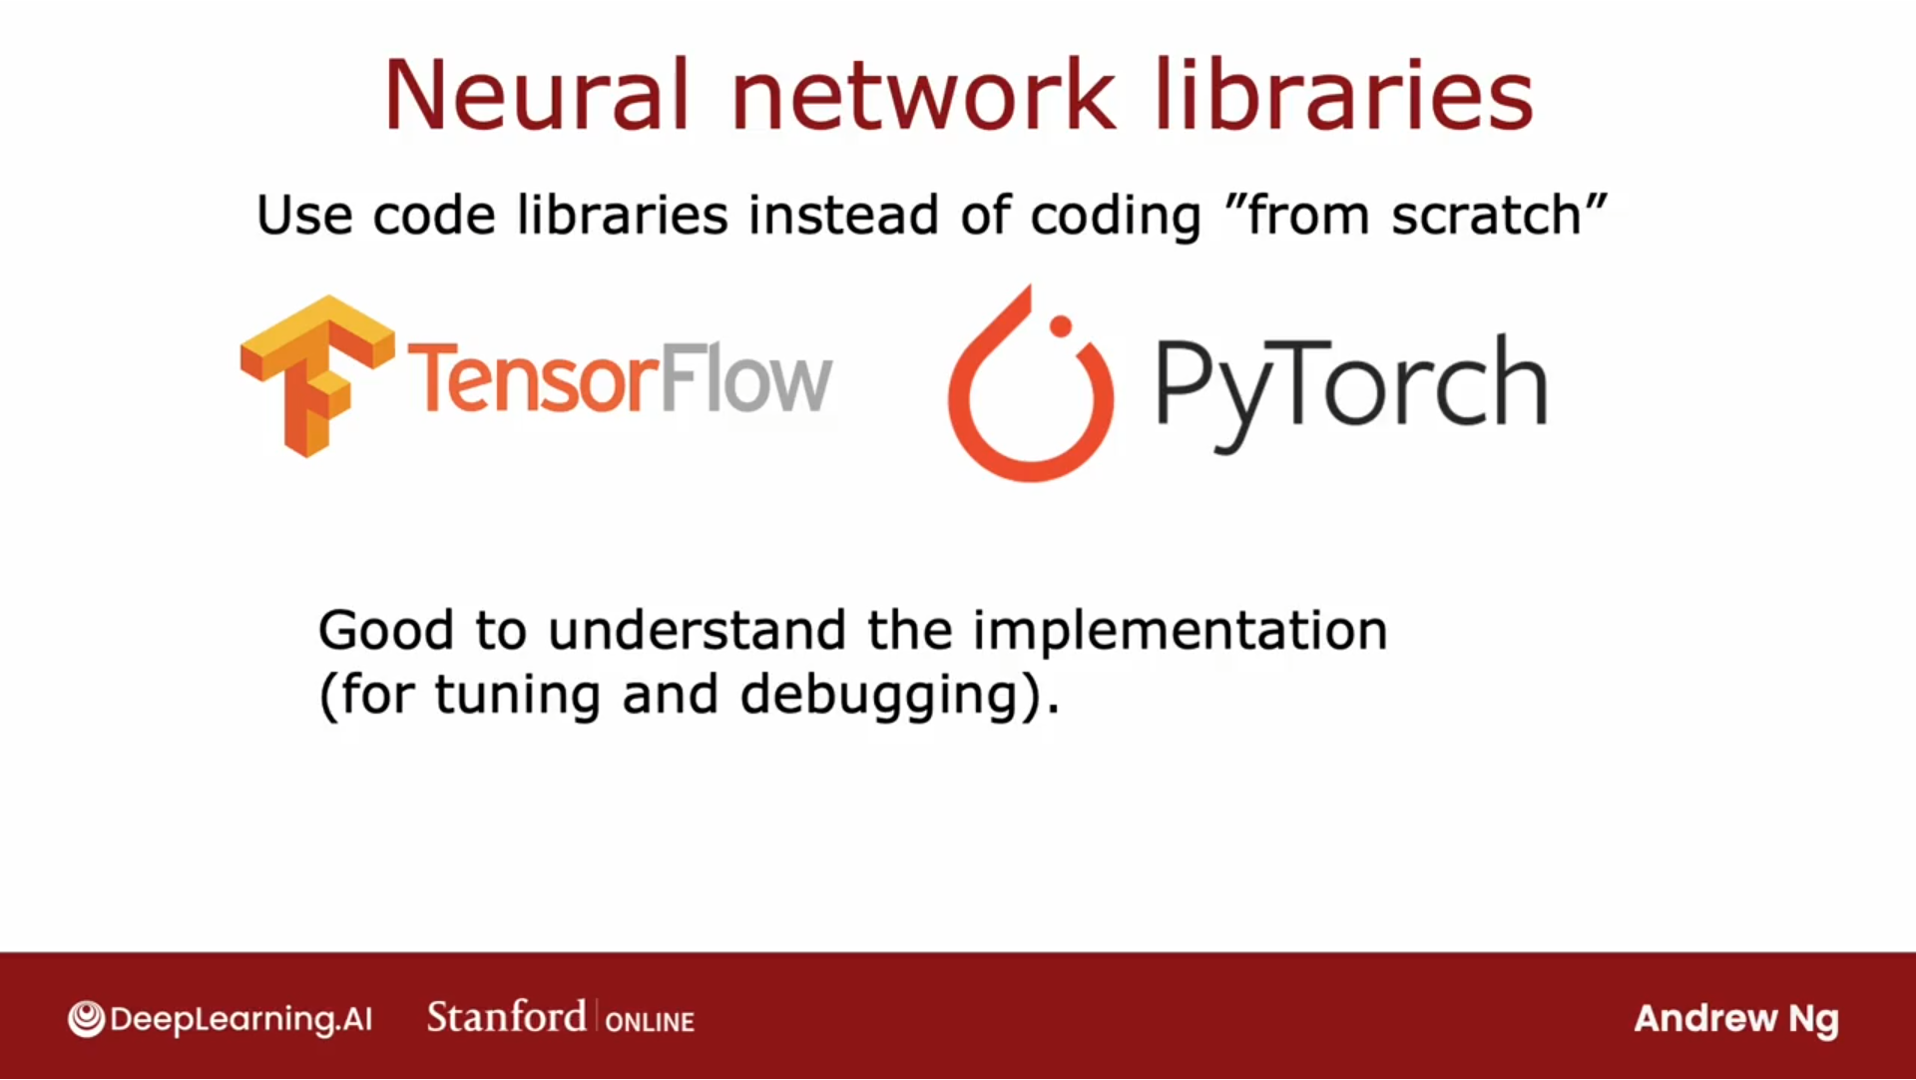 Neural network libraries
Use code libraries instead of coding ”from scratch”
TensorFlow
PyTorch
Good to understand the implementation
(for tuning and debugging).
DeepLearning.AI
Stanford | ONLINE
Andrew Ng